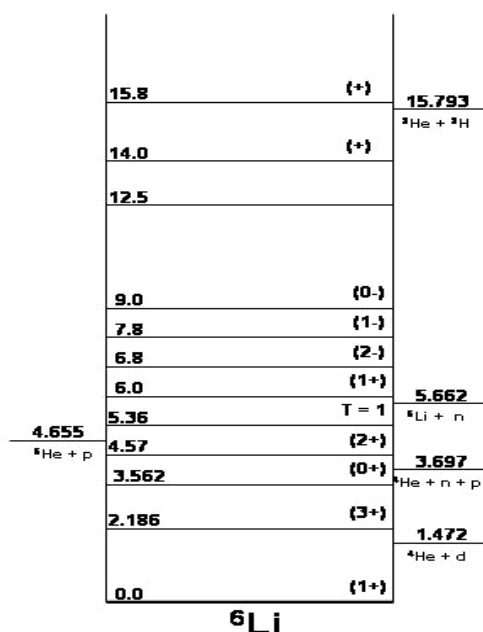 15.8 (+)
15.793
³He + ³H
14.0 (+)
12.5
9.0 (0-)
7.8 (1-)
6.8 (2-)
6.0 (1+)
5.662
⁵Li + n
5.36 T = 1
4.655
⁵He + p
4.57 (2+)
3.562 (0+)
3.697
⁴He + n + p
2.186 (3+)
1.472
⁴He + d
0.0 (1+)
⁶Li